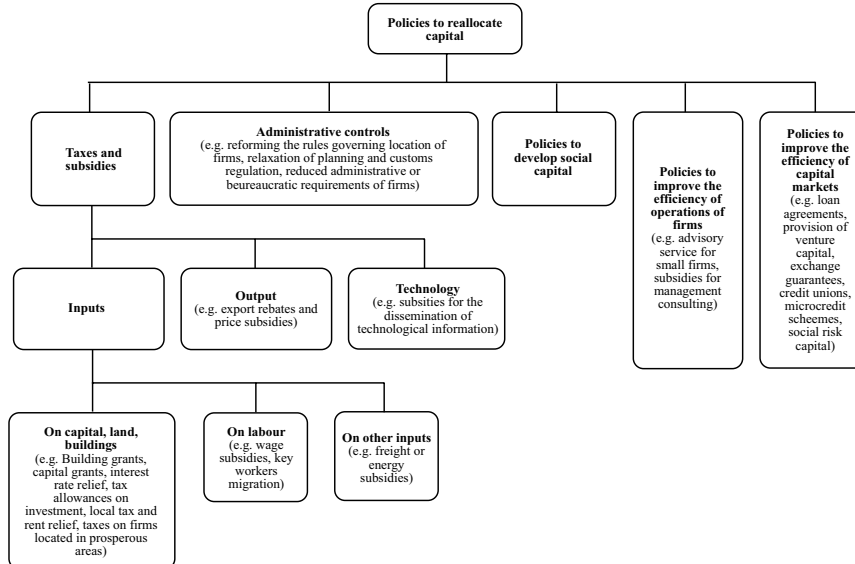 Policies to reallocate
capital
Taxes and
subsidies
Administrative controls
(e.g. reforming the rules governing location of
firms, relaxation of planning and customs
regulation, reduced administrative or
beureaucratic requirements of firms)
Policies to
develop social
capital
Policies to
improve the
efficiency of
operations of
firms
(e.g. advisory
service for
small firms,
subsidies for
management
consulting)
Policies to
improve the
efficiency of
capital
markets
(e.g. loan
agreements,
provision of
venture
capital,
exchange
guarantees,
credit unions,
microcredit
scheemes,
social risk
capital)
Inputs
Output
(e.g. export rebates and
price subsidies)
Technology
(e.g. subsities for the
dissemination of
technological information)
On capital, land,
buildings
(e.g. Building grants,
capital grants, interest
rate relief, tax
allowances on
investment, local tax and
rent relief, taxes on firms
located in prosperous
areas)
On labour
(e.g. wage
subsidies, key
workers
migration)
On other inputs
(e.g. freight or
energy
subsidies)